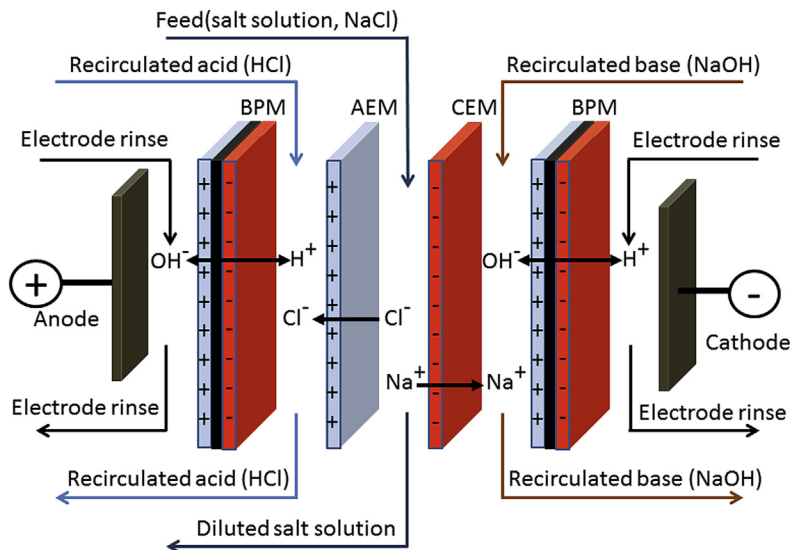 Feed(salt solution, NaCl)
Recirculated acid (HCl)
Recirculated base (NaOH)
BPM
AEM
CEM
BPM
Electrode rinse
Electrode rinse
+ + + + + + + + +
- - - - - - - - -
+ + + + + + + + +
- - - - - - - - -
+ + + + + + + + +
- - - - - - - - -
OH⁻
H⁺
OH⁻
H⁺
+
-
Anode
Cl⁻
Cl⁻
Cathode
Na⁺
Na⁺
Electrode rinse
Electrode rinse
Recirculated acid (HCl)
Recirculated base (NaOH)
Diluted salt solution